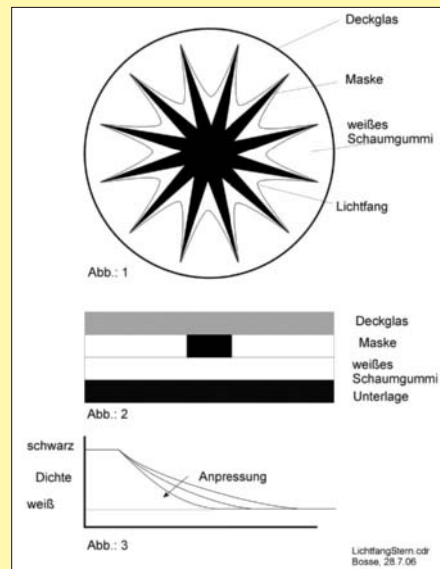 Deckglas
Maske
weißes
Schaumgummi
Lichtfang
Abb.: 1
Deckglas
Maske
weißes
Schaumgummi
Unterlage
Abb.: 2
schwarz
Dichte
Anpressung
weiß
Abb.: 3
LichtfangStern.cdr
Bosse, 28.7.06